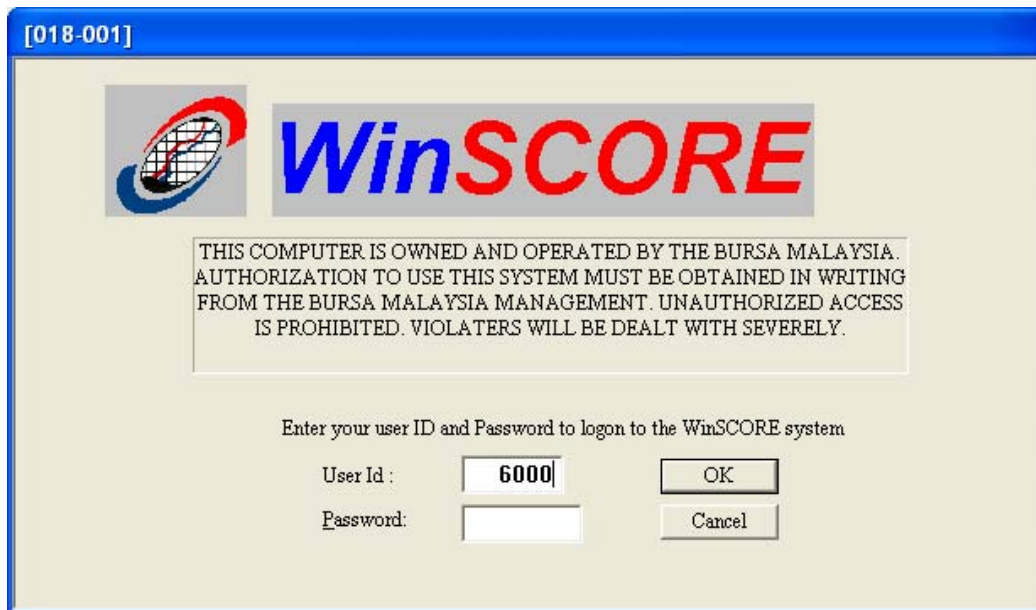 [018-001]
WinSCORE
THIS COMPUTER IS OWNED AND OPERATED BY THE BURSA MALAYSIA.
AUTHORIZATION TO USE THIS SYSTEM MUST BE OBTAINED IN WRITING
FROM THE BURSA MALAYSIA MANAGEMENT. UNAUTHORIZED ACCESS
IS PROHIBITED. VIOLATERS WILL BE DEALT WITH SEVERELY.
Enter your user ID and Password to logon to the WinSCORE system
User Id : 6000 OK
Password: Cancel